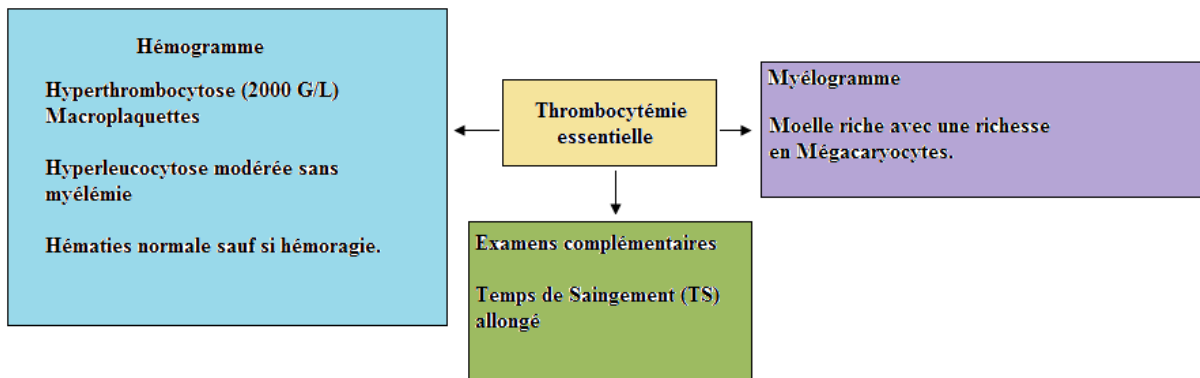 Hémogramme
Hyperthrombocytose (2000 G/L)
Macroplaquettes
Hyperleucocytose modérée sans
myélémie
Hématies normale sauf si hémoragie.
Thrombocytémie
essentielle
Myélogramme
Moelle riche avec une richesse
en Mégacaryocytes.
Examens complémentaires
Temps de Saingement (TS)
allongé